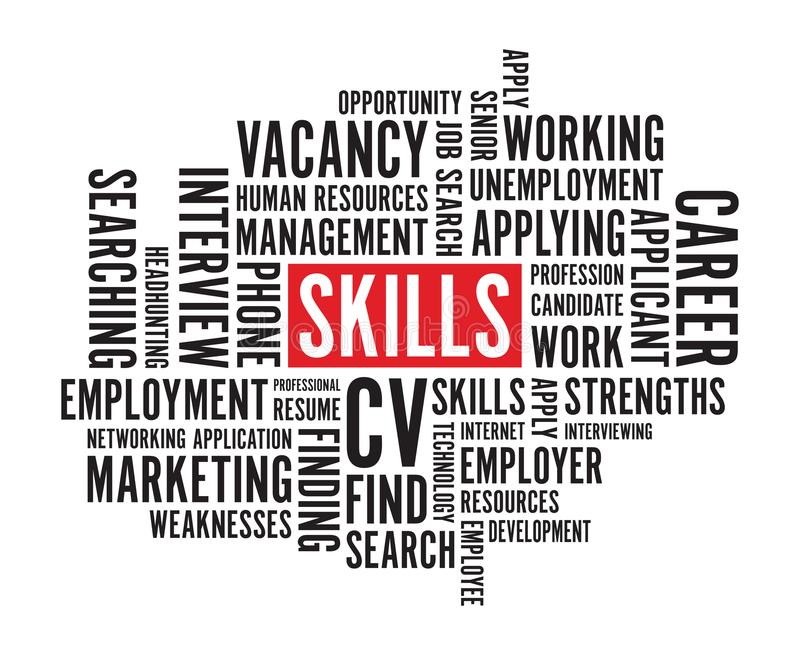 APPLY
OPPORTUNITY
SENIOR
JOB SEARCH
VACANCY
WORKING
HUMAN RESOURCES
UNEMPLOYMENT
MANAGEMENT
APPLYING
SEARCHING
HEADHUNTING
INTERVIEW
PHONE
SKILLS
PROFESSION
CANDIDATE
WORK
APPLICANT
CAREER
EMPLOYMENT
PROFESSIONAL
RESUME
CV
SKILLS
APPLY
STRENGTHS
NETWORKING APPLICATION
FINDING
TECHNOLOGY
INTERNET
INTERVIEWING
MARKETING
FIND
EMPLOYER
RESOURCES
WEAKNESSES
SEARCH
EMPLOYEE
DEVELOPMENT